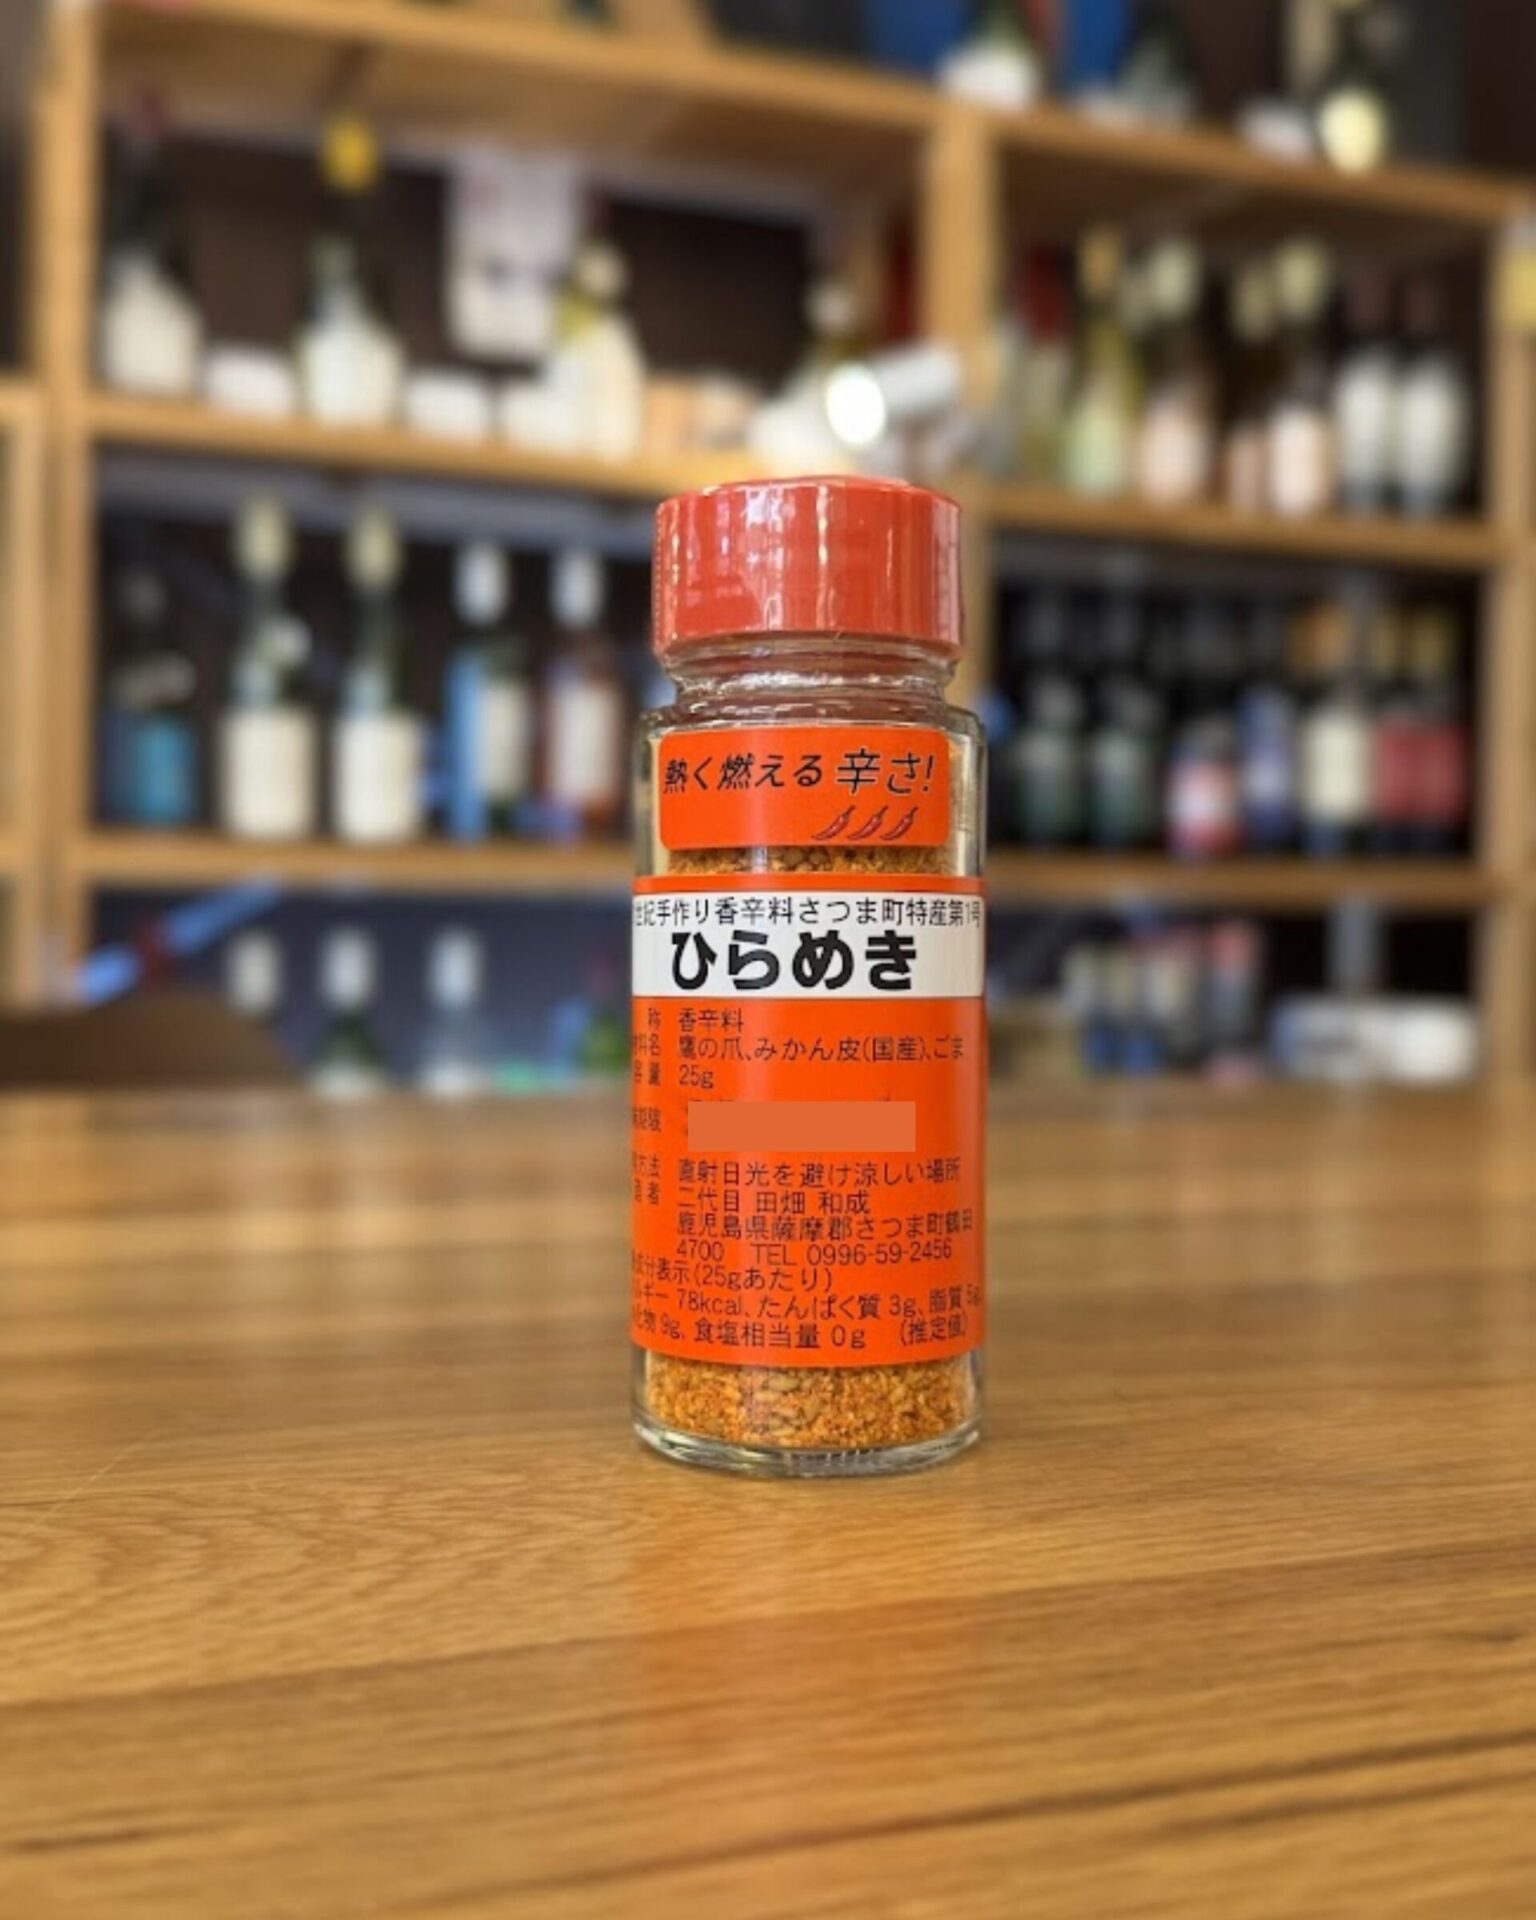 熱く燃える辛さ!
世紀手作り香辛料さつま町特産第1号
ひらめき
称 香辛料
料名 鷹の爪、みかん皮(国産)、ごま
容量 25g
方法 直射日光を避け涼しい場所
造者 二代目 田畑 和成
鹿児島県薩摩郡さつま町鶴田
4700 TEL 0996-59-2456
成分表示(25gあたり)
ルギー 78kcal、たんぱく質 3g、脂質 5g、
化物 9g、食塩相当量 0g (推定値)